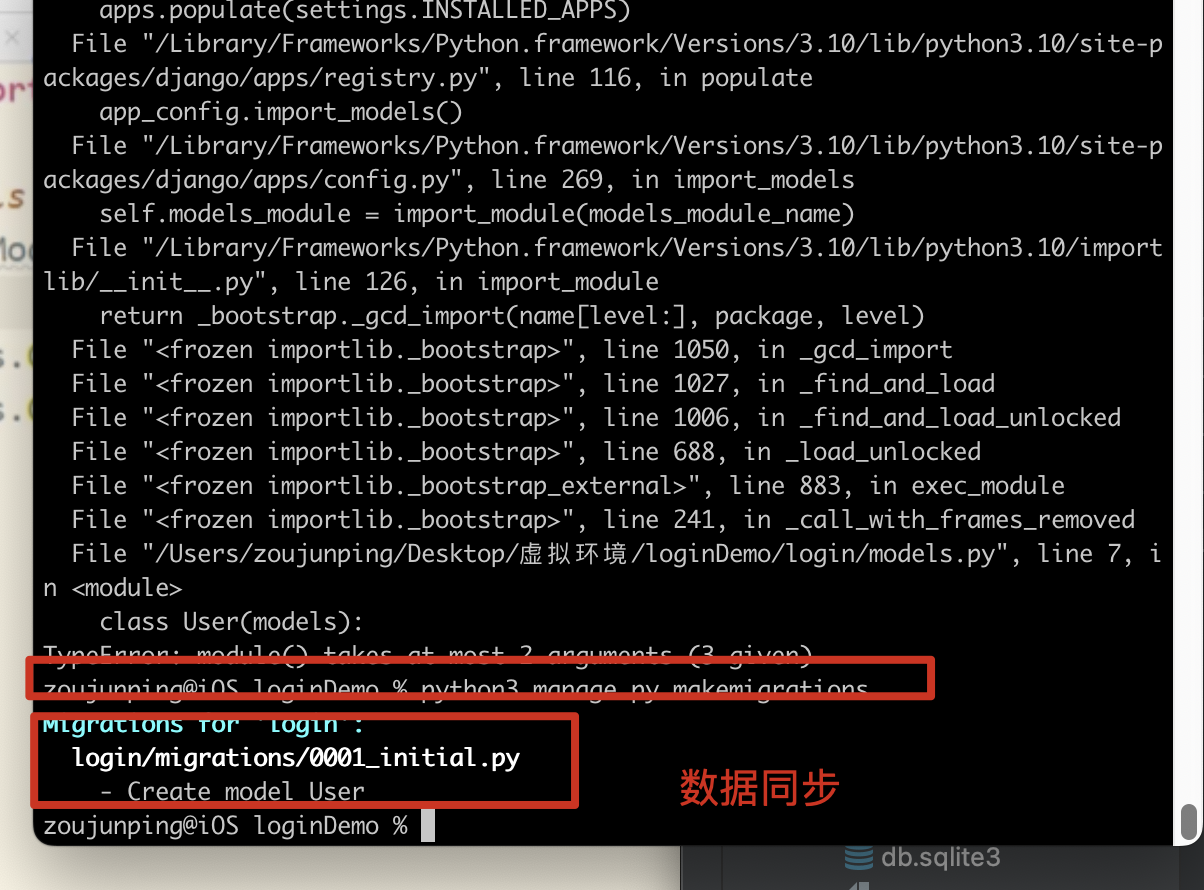 apps.populate(settings.INSTALLED_APPS)
File "/Library/Frameworks/Python.framework/Versions/3.10/lib/python3.10/site-p
ackages/django/apps/registry.py", line 116, in populate
app_config.import_models()
File "/Library/Frameworks/Python.framework/Versions/3.10/lib/python3.10/site-p
ackages/django/apps/config.py", line 269, in import_models
self.models_module = import_module(models_module_name)
File "/Library/Frameworks/Python.framework/Versions/3.10/lib/python3.10/import
lib/__init__.py", line 126, in import_module
return _bootstrap._gcd_import(name[level:], package, level)
File "<frozen importlib._bootstrap>", line 1050, in _gcd_import
File "<frozen importlib._bootstrap>", line 1027, in _find_and_load
File "<frozen importlib._bootstrap>", line 1006, in _find_and_load_unlocked
File "<frozen importlib._bootstrap>", line 688, in _load_unlocked
File "<frozen importlib._bootstrap_external>", line 883, in exec_module
File "<frozen importlib._bootstrap>", line 241, in _call_with_frames_removed
File "/Users/zoujunping/Desktop/虚拟环境/loginDemo/login/models.py", line 7, i
n <module>
class User(models):
TypeError: module() takes at most 2 arguments (3 given)
zoujunping@iOS loginDemo % python3 manage.py makemigrations
Migrations for 'login':
login/migrations/0001_initial.py
- Create model User
数据同步
zoujunping@iOS loginDemo %
db.sqlite3